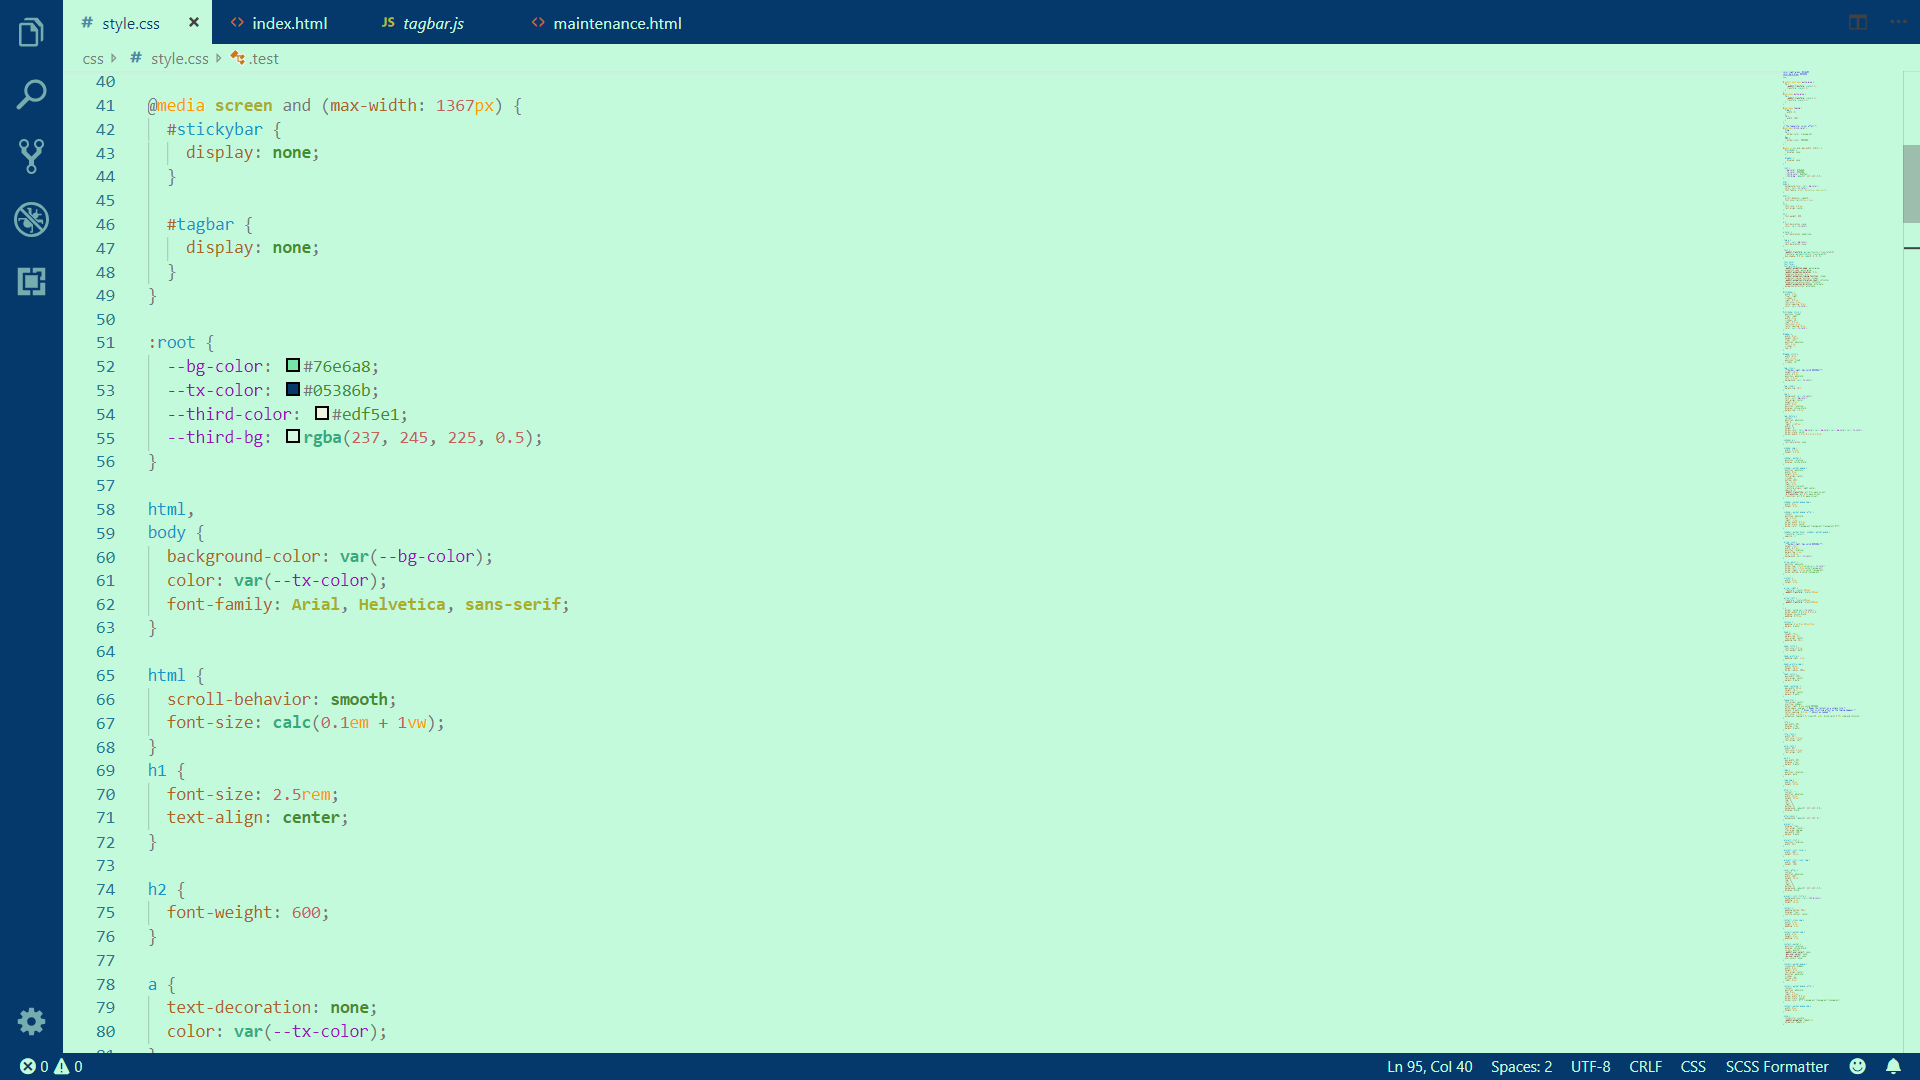 style.css
index.html
JS tagbar.js
maintenance.html
css # style.css .test
40
41 @media screen and (max-width: 1367px) {
42 #stickybar {
43 display: none;
44 }
45
46 #tagbar {
47 display: none;
48 }
49 }
50
51 :root {
52 --bg-color: #76e6a8;
53 --tx-color: #05386b;
54 --third-color: #edf5e1;
55 --third-bg: rgba(237, 245, 225, 0.5);
56 }
57
58 html,
59 body {
60 background-color: var(--bg-color);
61 color: var(--tx-color);
62 font-family: Arial, Helvetica, sans-serif;
63 }
64
65 html {
66 scroll-behavior: smooth;
67 font-size: calc(0.1em + 1vw);
68 }
69 h1 {
70 font-size: 2.5rem;
71 text-align: center;
72 }
73
74 h2 {
75 font-weight: 600;
76 }
77
78 a {
79 text-decoration: none;
80 color: var(--tx-color);
0 0 Ln 95, Col 40 Spaces: 2 UTF-8 CRLF CSS SCSS Formatter